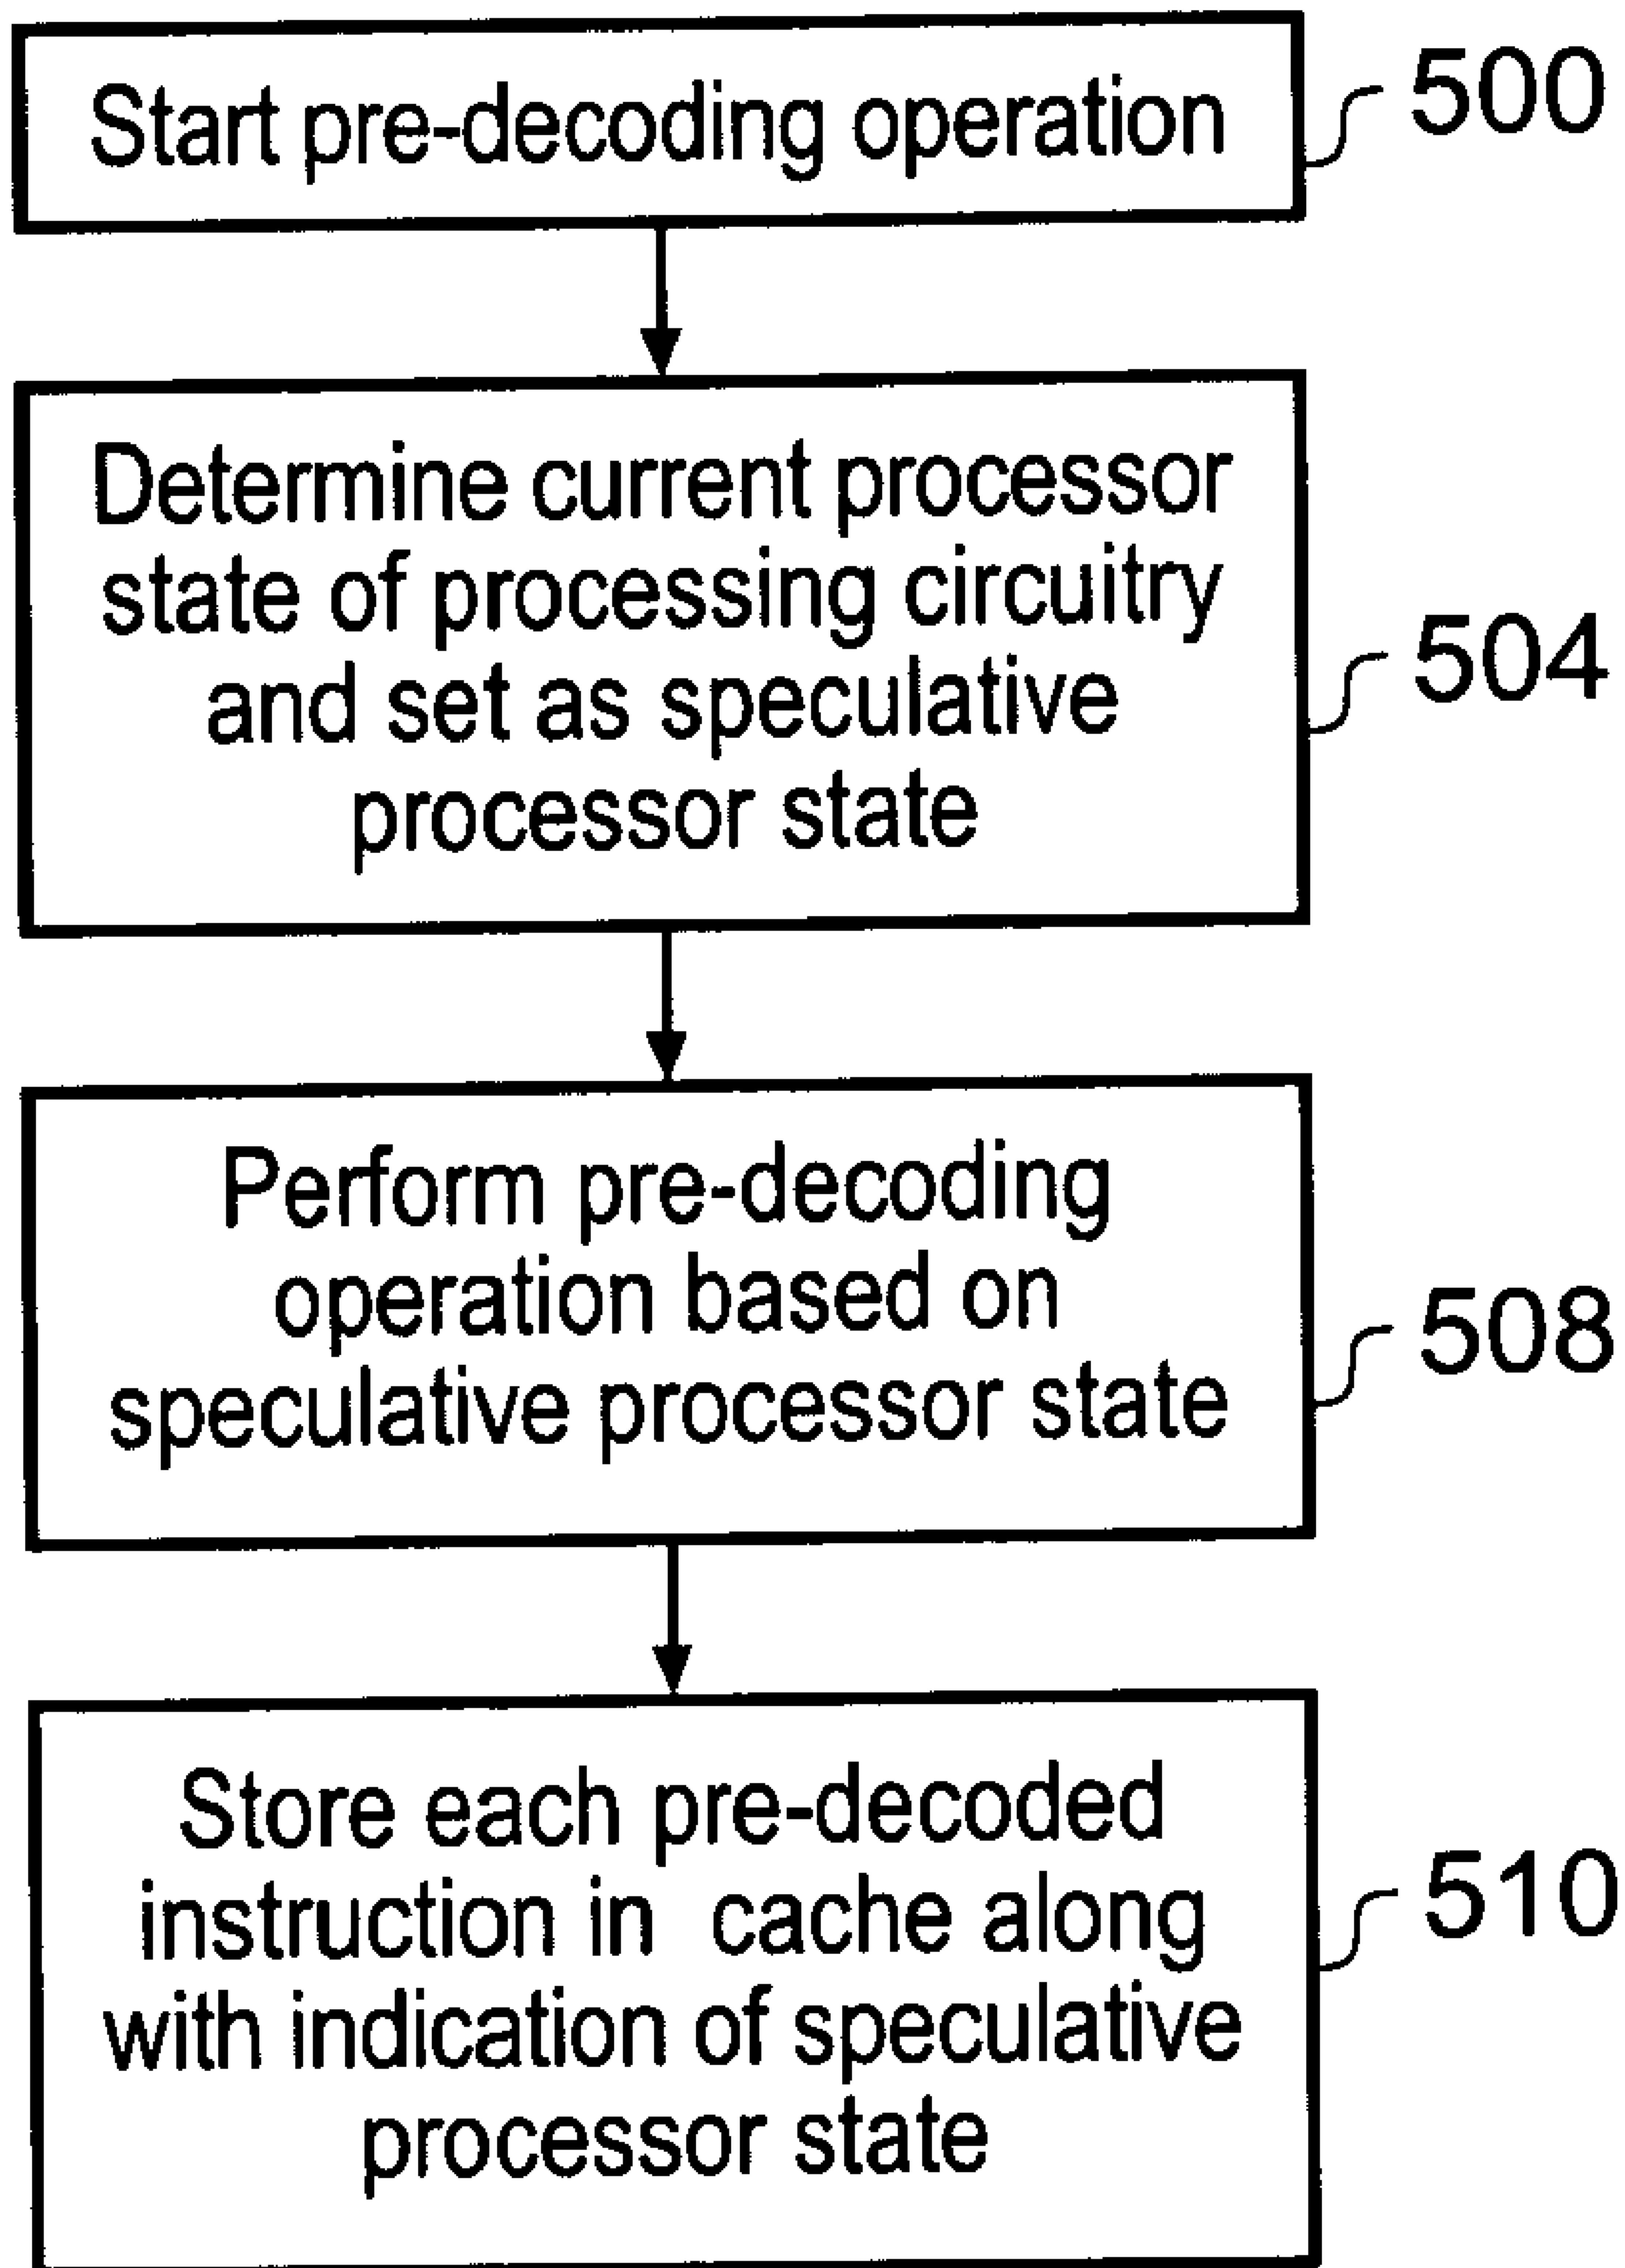 Start pre-decoding operation
500
Determine current processor
state of processing circuitry
and set as speculative
processor state
504
Perform pre-decoding
operation based on
speculative processor state
508
Store each pre-decoded
instruction in cache along
with indication of speculative
processor state
510